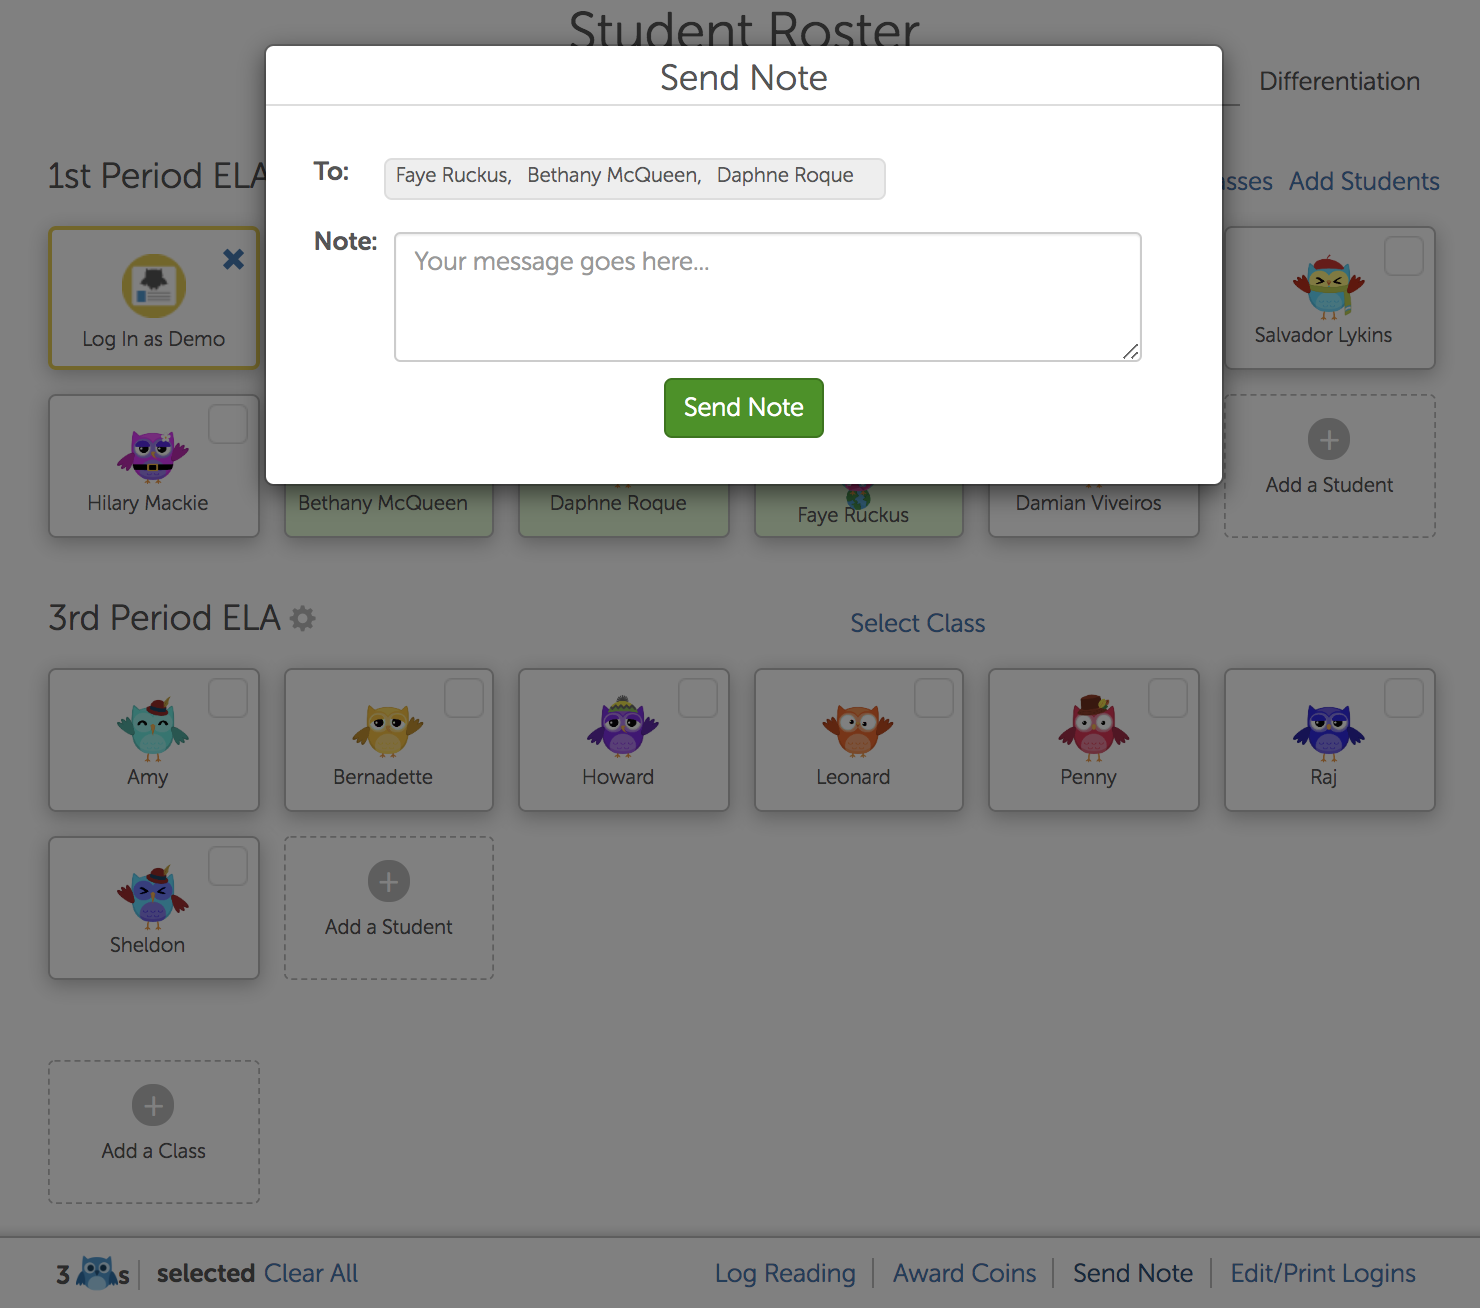 Student Roster
Send Note
Differentiation
To: Faye Ruckus, Bethany McQueen, Daphne Roque
1st Period ELA
Add Students
Note: Your message goes here...
Log In as Demo
Salvador Lykins
Send Note
Hilary Mackie
Bethany McQueen
Daphne Roque
Faye Ruckus
Damian Viveiros
Add a Student
3rd Period ELA
Select Class
Amy
Bernadette
Howard
Leonard
Penny
Raj
Sheldon
Add a Student
Add a Class
3 s selected Clear All
Log Reading
Award Coins
Send Note
Edit/Print Logins